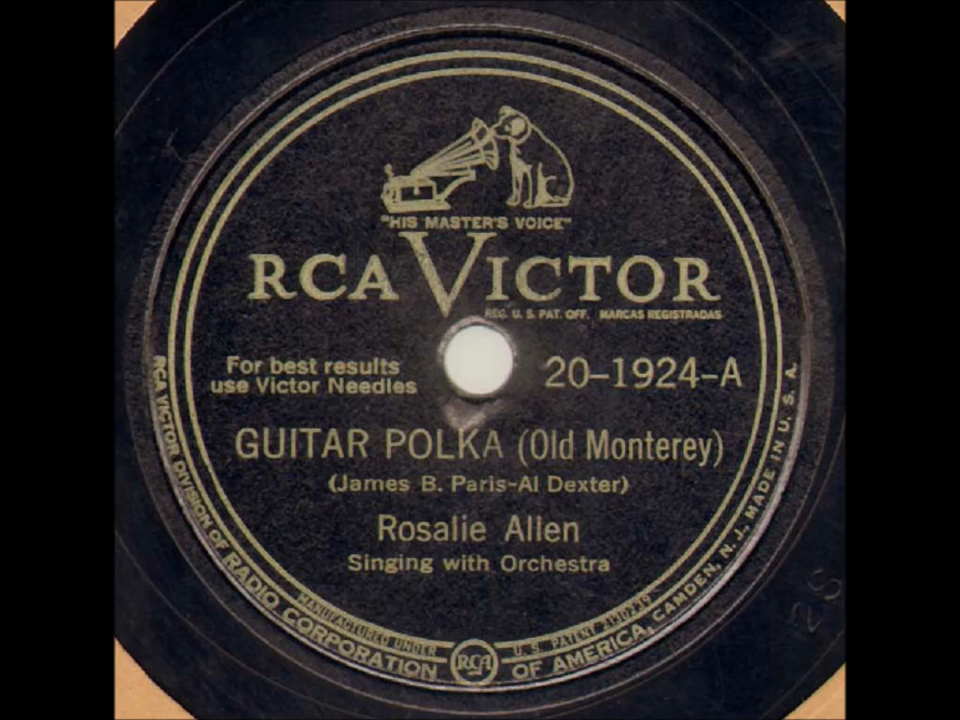 "HIS MASTER'S VOICE"
RCA VICTOR
REG. U. S. PAT. OFF. MARCAS REGISTRADAS
For best results
use Victor Needles
20-1924-A
GUITAR POLKA (Old Monterey)
(James B. Paris-Al Dexter)
Rosalie Allen
Singing with Orchestra
MANUFACTURED UNDER U. S. PATENT 2130239
RCA VICTOR DIVISION OF RADIO CORPORATION RCA OF AMERICA, CAMDEN, N. J., MADE IN U. S. A.